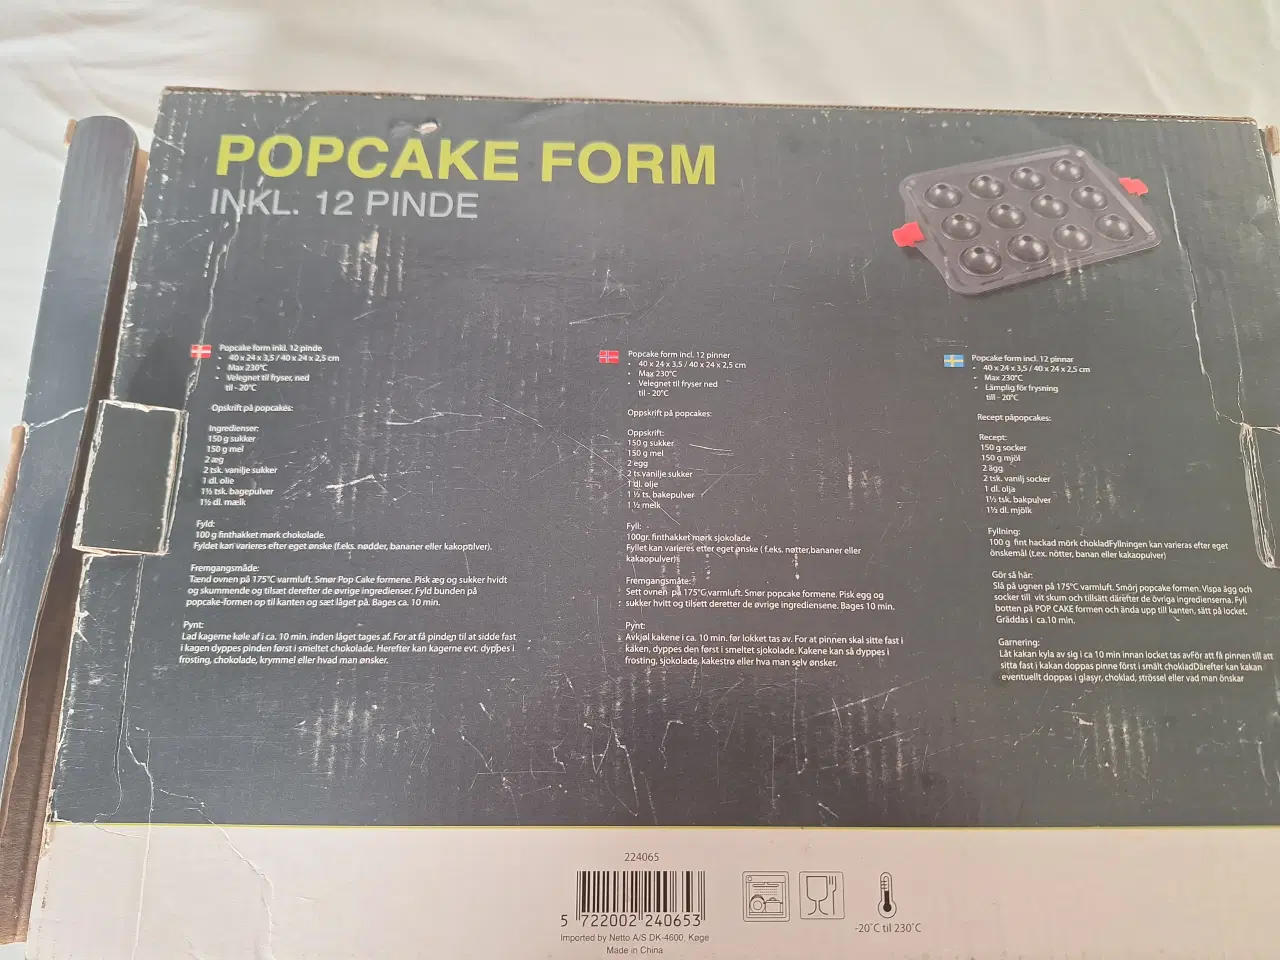 POPCAKE FORM
INKL. 12 PINDE
Popcake form inkl. 12 pinde
• 40 x 24 x 3,5 / 40 x 24 x 2,5 cm
• Max 230°C
• Velegnet til fryser, ned
til - 20°C
Opskrift på popcakes:
Ingredienser:
150 g sukker
150 g mel
2 æg
2 tsk. vanilje sukker
1 dl. olie
1½ tsk. bagepulver
1½ dl. mælk
Fyld:
100 g finthakket mørk chokolade.
Fyldet kan varieres efter eget ønske (f.eks. nødder, bananer eller kakopulver).
Fremgangsmåde:
Tænd ovnen på 175°C varmluft. Smør Pop Cake formene. Pisk æg og sukker hvidt
og skummende og tilsæt derefter de øvrige ingredienser. Fyld bunden på
popcake-formen op til kanten og sæt låget på. Bages ca. 10 min.
Pynt:
Lad kagerne køle af i ca. 10 min. inden låget tages af. For at få pinden til at sidde fast
i kagen dyppes pinden først i smeltet chokolade. Herefter kan kagerne evt. dyppes i
frosting, chokolade, krymmel eller hvad man ønsker.
Popcake form incl. 12 pinner
• 40 x 24 x 3,5 / 40 x 24 x 2,5 cm
• Max 230°C
• Velegnet til fryser ned
til - 20°C
Oppskrift på popcakes:
Oppskrift:
150 g sukker
150 g mel
2 egg
2 ts.vanilje sukker
1 dl. olje
1 ½ ts. bakepulver
1 ½ melk
Fyll:
100gr. finthakket mørk sjokolade
Fyllet kan varieres efter eget ønske ( f.eks. nøtter,bananer eller
kakaopulver)
Fremgangsmåte:
Sett ovnen på 175°C,varmluft. Smør popcake formene. Pisk egg og
sukker hvitt og tilsett deretter de øvrige ingrediensene. Bages 10 min.
Pynt:
Avkjøl kakene i ca. 10 min. før lokket tas av. For at pinnen skal sitte fast i
kaken, dyppes den først i smeltet sjokolade. Kakene kan så dyppes i
frosting, sjokolade, kakestrø eller hva man selv ønsker.
Popcake form incl. 12 pinnar
• 40 x 24 x 3,5 / 40 x 24 x 2,5 cm
• Max 230°C
• Lämplig för frysning
till - 20°C
Recept påpopcakes:
Recept:
150 g socker
150 g mjöl
2 ägg
2 tsk. vanilj socker
1 dl. olja
1½ tsk. bakpulver
1½ dl. mjölk
Fyllning:
100 g fint hackad mörk chokladFyllningen kan varieras efter eget
önskemål (t.ex. nötter, banan eller kakaopulver)
Gör så här:
Slå på ugnen på 175°C varmluft. Smörj popcake formen. Vispa ägg och
socker till vit skum och tillsätt därefter de övriga ingredienserna. Fyll
botten på POP CAKE formen och ända upp till kanten, sätt på locket.
Gräddas i ca.10 min.
Garnering:
Låt kakan kyla av sig i ca 10 min innan locket tas avFör att få pinnen till att
sitta fast i kakan doppas pinne först i smält chokladDärefter kan kakan
eventuellt doppas i glasyr, choklad, strössel eller vad man önskar
224065
5 722002 240653
Imported by Netto A/S DK-4600, Køge
Made in China
-20°C til 230°C